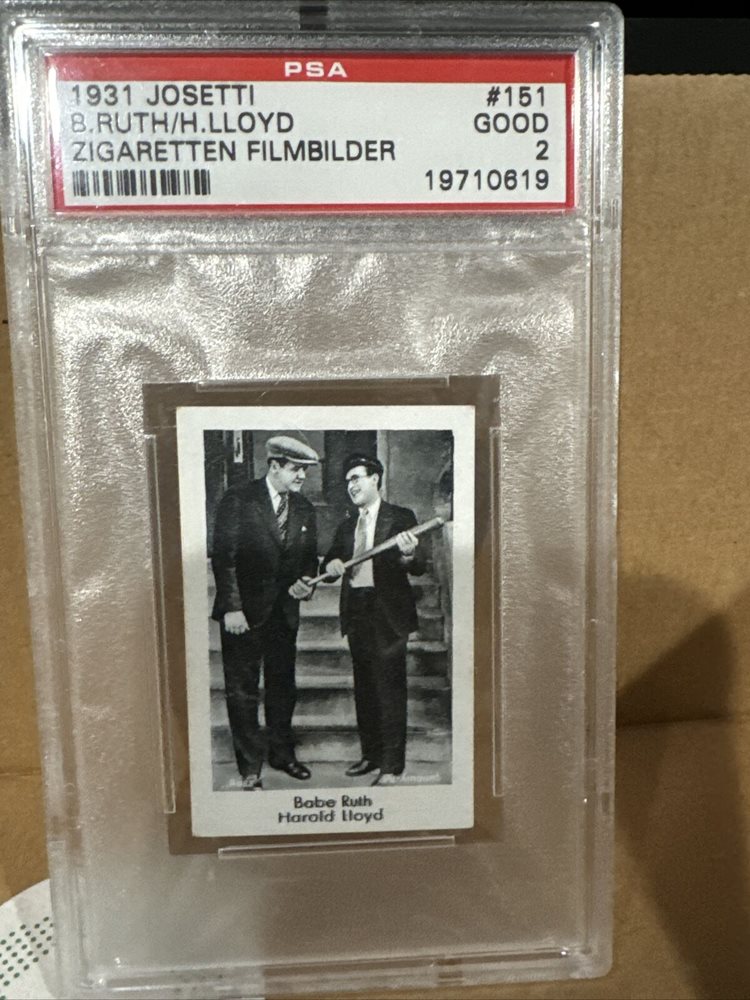 PSA
1931 JOSETTI #151
B.RUTH/H.LLOYD GOOD
ZIGARETTEN FILMBILDER 2
19710619
Babe Ruth
Harold Lloyd